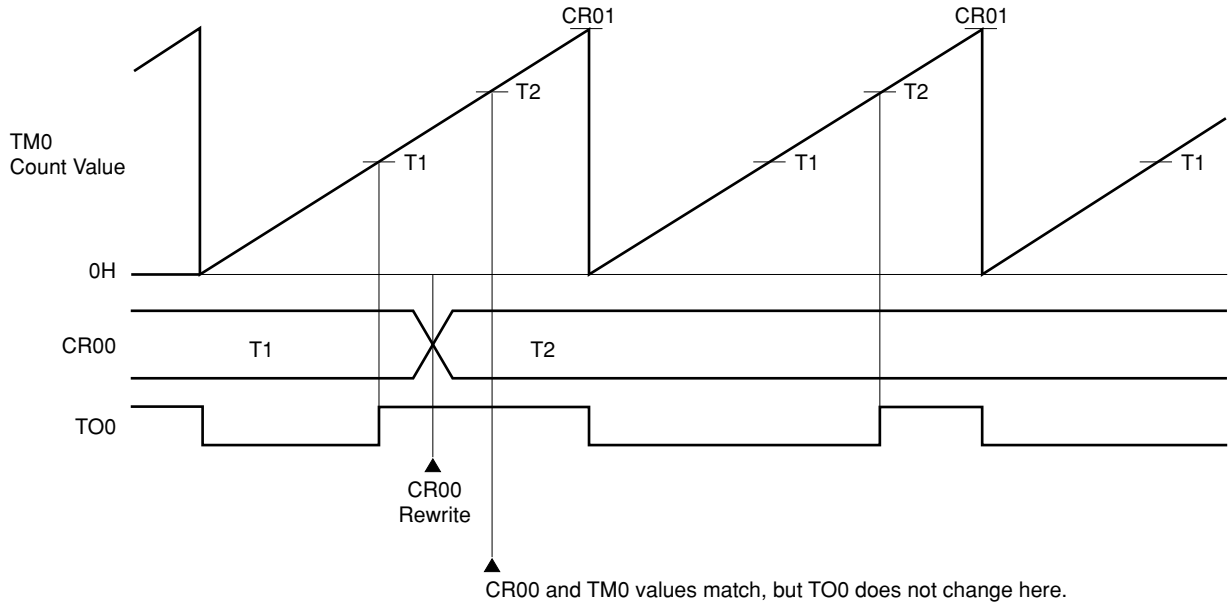 CR01
CR01
T2
T2
TM0
Count Value
T1
T1
T1
0H
CR00
T1
T2
TO0
CR00
Rewrite
CR00 and TM0 values match, but TO0 does not change here.